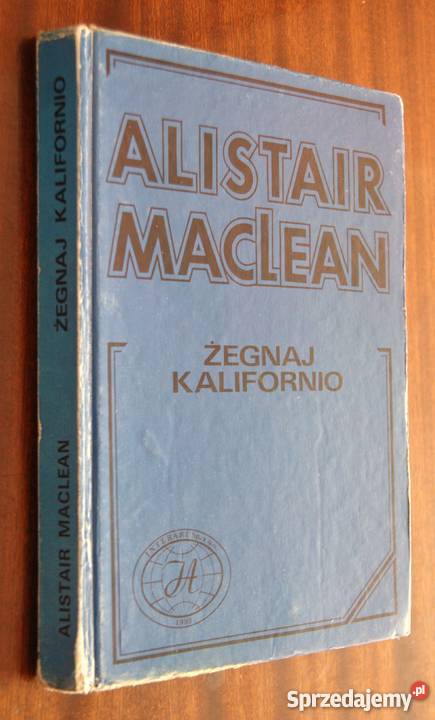 ŻEGNAJ KALIFORNIO
ALISTAIR MACLEAN
ALISTAIR
MACLEAN
ŻEGNAJ
KALIFORNIO
Sprzedajemy.pl